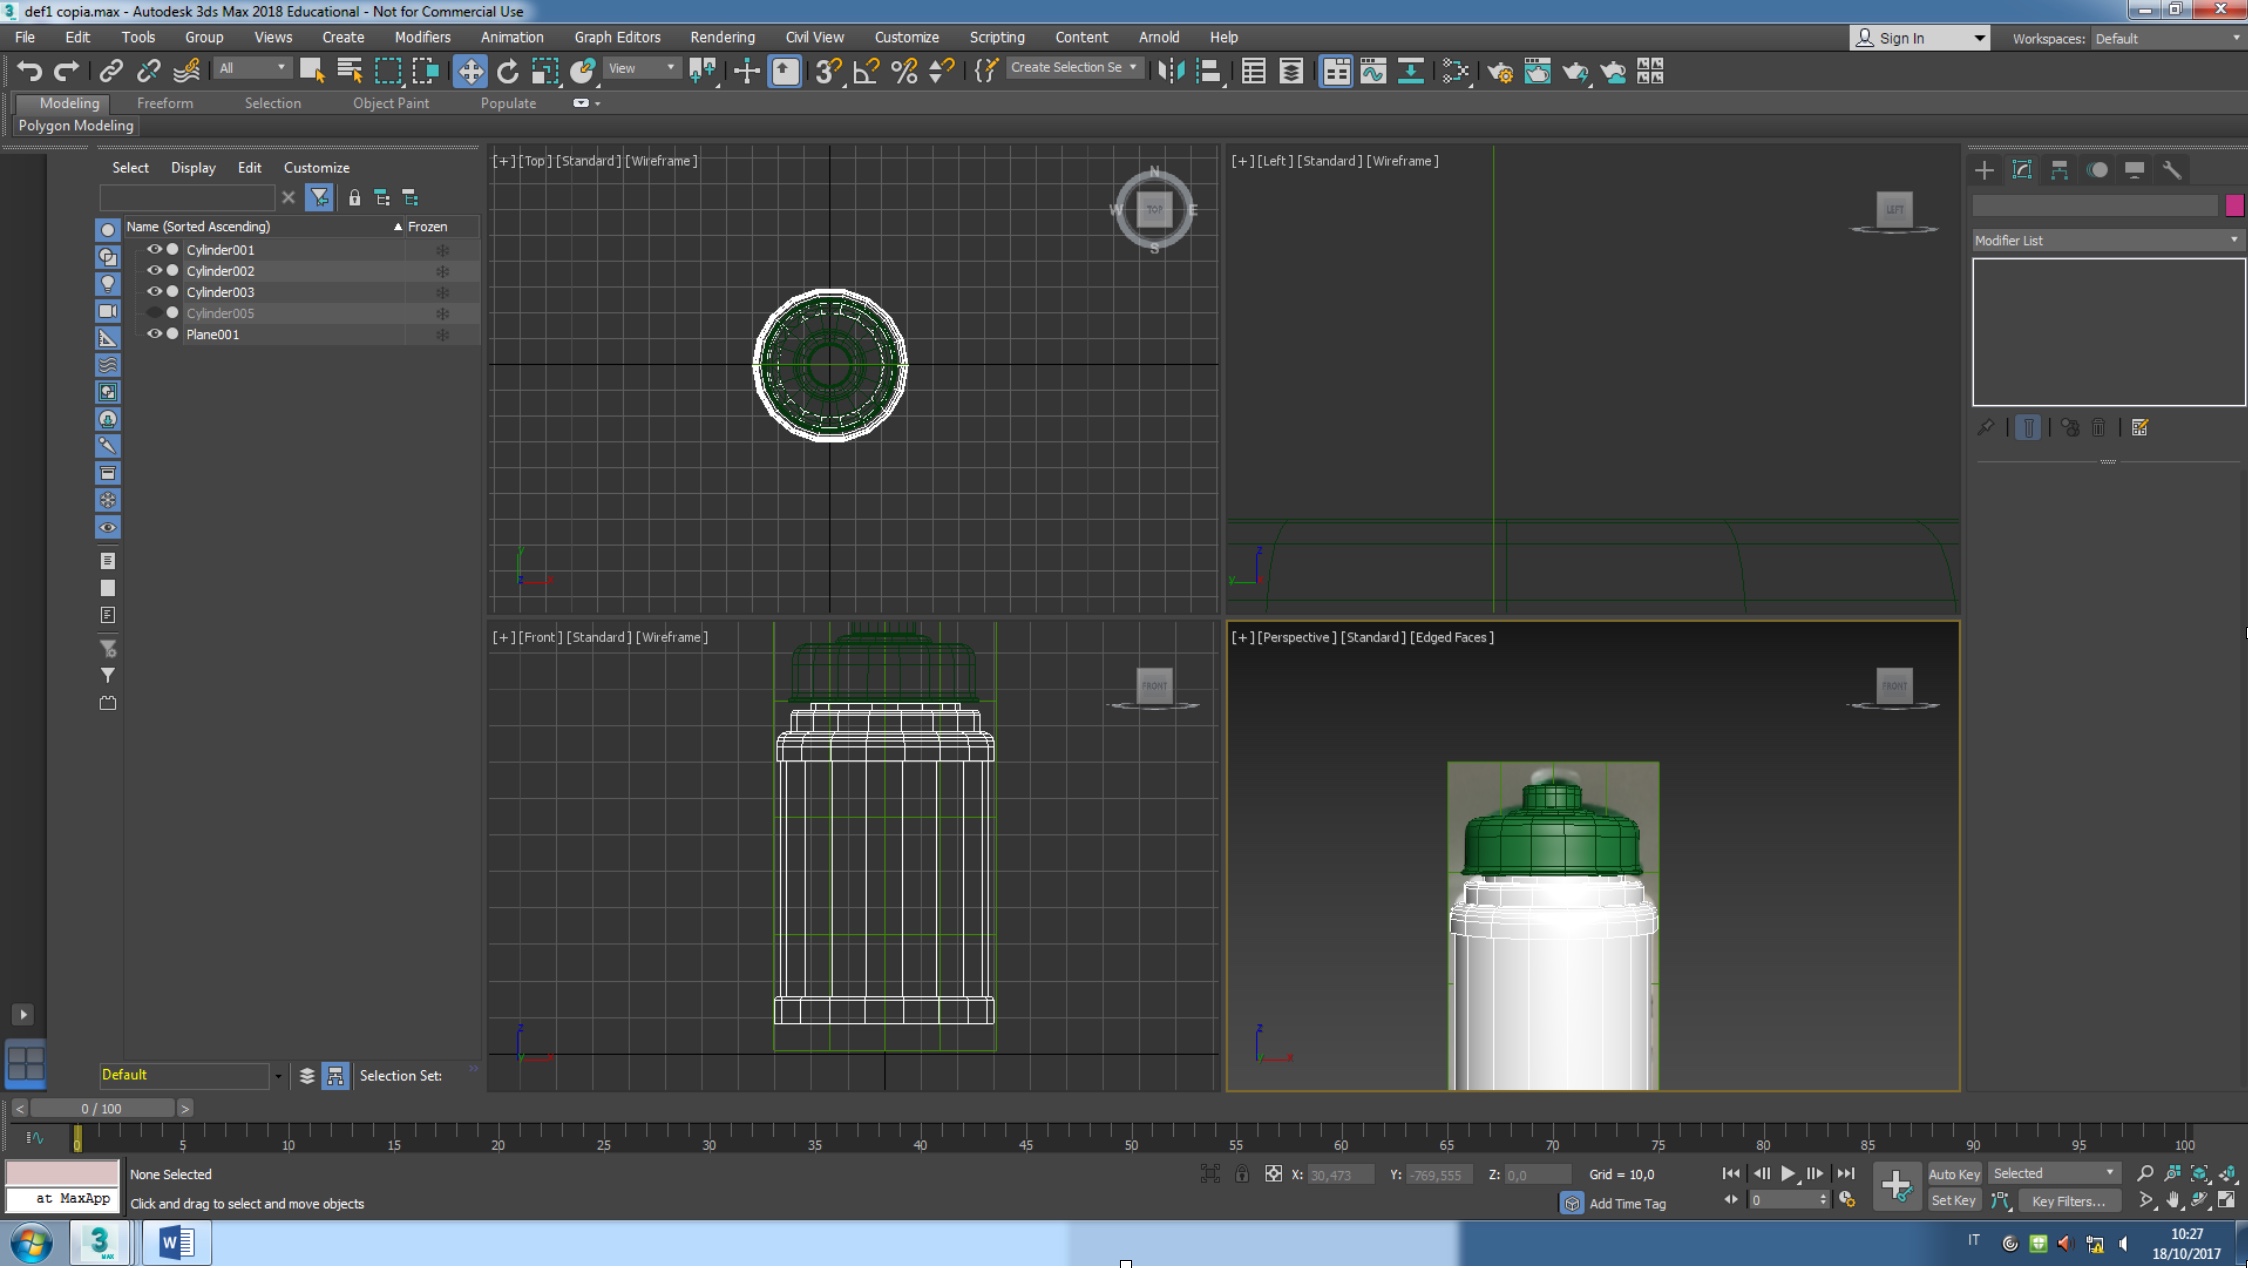 def1 copia.max - Autodesk 3ds Max 2018 Educational - Not for Commercial Use
File Edit Tools Group Views Create Modifiers Animation Graph Editors Rendering Civil View Customize Scripting Content Arnold Help Sign In Workspaces: Default
All View 3 Create Selection Se
Modeling Freeform Selection Object Paint Populate
Polygon Modeling
Select Display Edit Customize
Name (Sorted Ascending) Frozen
Cylinder001
Cylinder002
Cylinder003
Cylinder005
Plane001
[+] [Top] [Standard] [Wireframe]
N
W TOP E
S
y
z x
[+] [Left] [Standard] [Wireframe]
LEFT
z
y x
[+] [Front] [Standard] [Wireframe]
FRONT
z
y x
[+] [Perspective] [Standard] [Edged Faces]
FRONT
z
y x
Modifier List
Default Selection Set:
< 0 / 100 >
0 5 10 15 20 25 30 35 40 45 50 55 60 65 70 75 80 85 90 95 100
None Selected X: 30,473 Y: -769,555 Z: 0,0 Grid = 10,0 Auto Key Selected
at MaxApp Click and drag to select and move objects Add Time Tag 0 Set Key Key Filters...
3 MAX W IT 10:27
18/10/2017